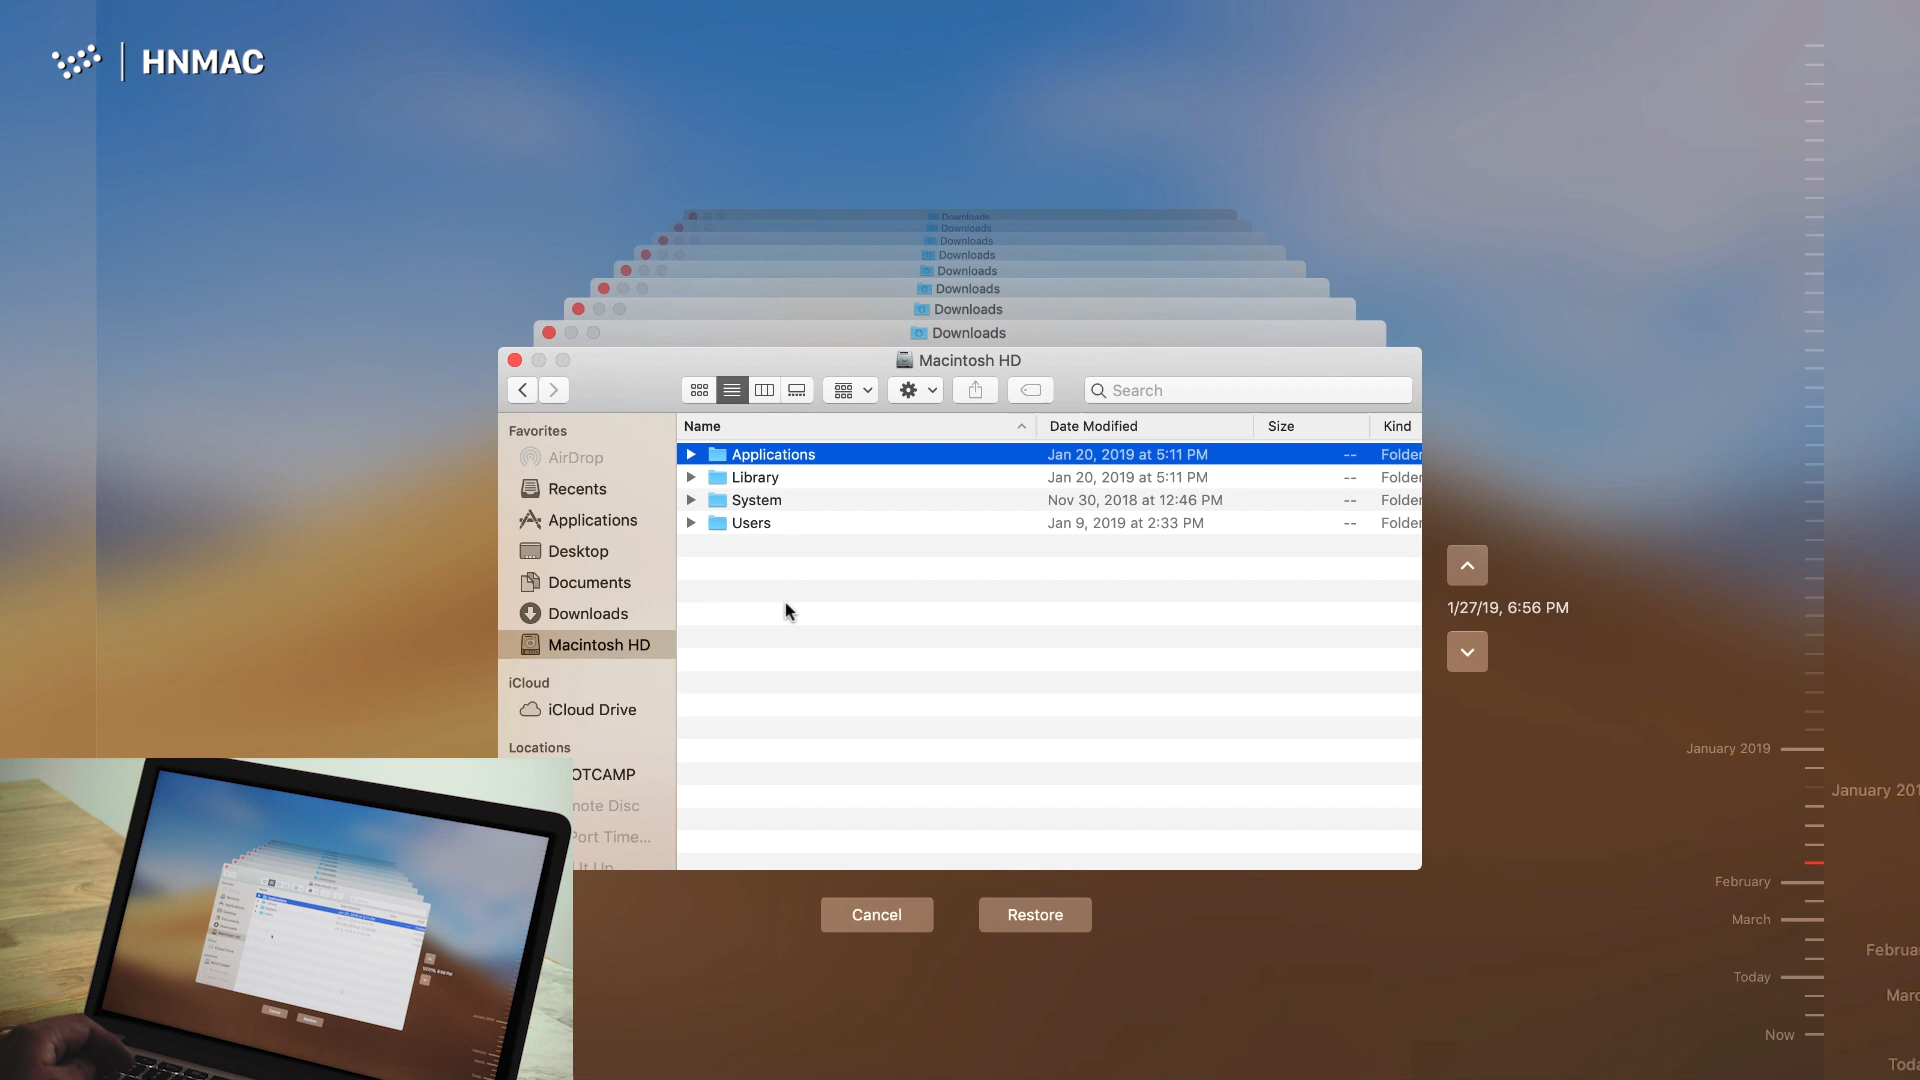 HNMAC
Downloads
Downloads
Downloads
Downloads
Downloads
Downloads
Downloads
Downloads
Macintosh HD
Search
Favorites
AirDrop
Recents
Applications
Desktop
Documents
Downloads
Macintosh HD
iCloud
iCloud Drive
Locations
OTCAMP
note Disc
Port Time...
It Up
Name Date Modified Size Kind
Applications Jan 20, 2019 at 5:11 PM -- Folder
Library Jan 20, 2019 at 5:11 PM -- Folder
System Nov 30, 2018 at 12:46 PM -- Folder
Users Jan 9, 2019 at 2:33 PM -- Folder
1/27/19, 6:56 PM
Cancel Restore
January 2019
February
March
Today
Now
January 201
Februa
Marc
Toda